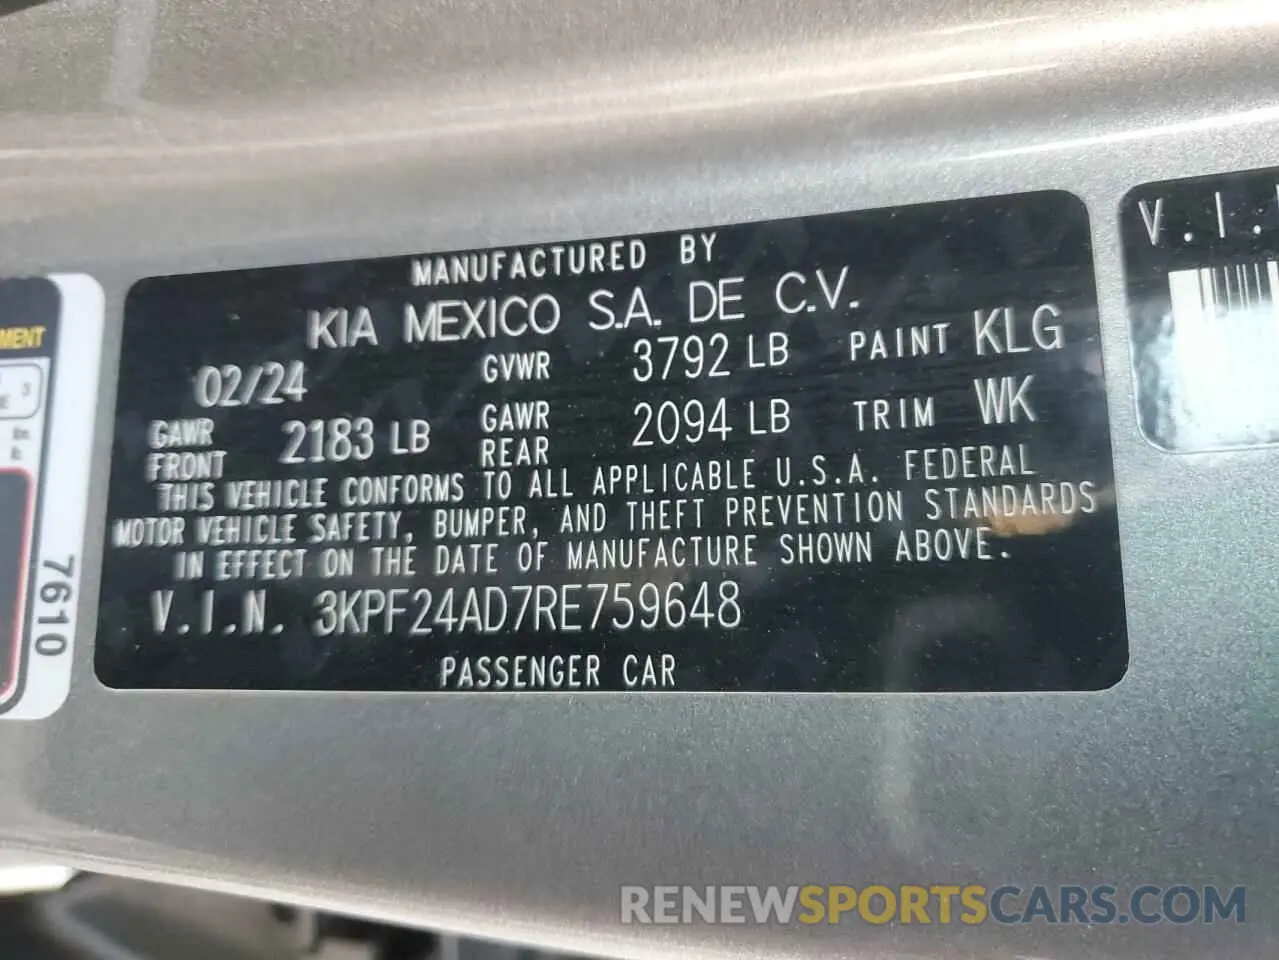 MANUFACTURED BY
KIA MEXICO S.A. DE C.V.
02/24 GVWR 3792 LB PAINT KLG
GAWR FRONT 2183 LB GAWR REAR 2094 LB TRIM WK
THIS VEHICLE CONFORMS TO ALL APPLICABLE U.S.A. FEDERAL
MOTOR VEHICLE SAFETY, BUMPER, AND THEFT PREVENTION STANDARDS
IN EFFECT ON THE DATE OF MANUFACTURE SHOWN ABOVE.
V.I.N. 3KPF24AD7RE759648
PASSENGER CAR
7610
V.I.
RENEWSPORTSCARS.COM